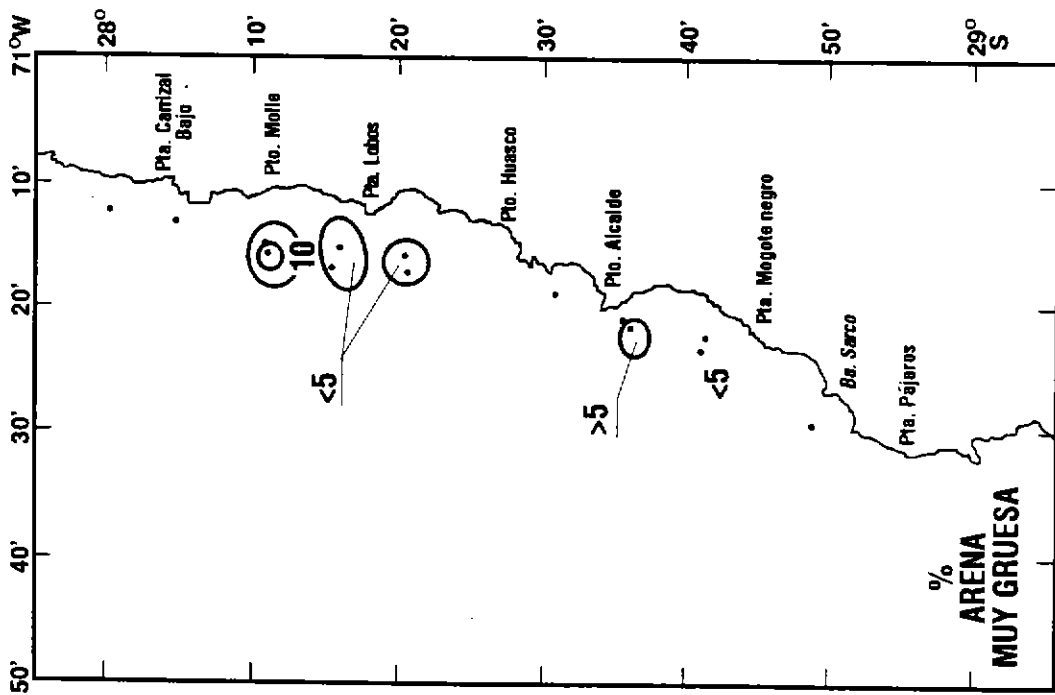 50'
40'
30'
20'
10'
71°W
28°
10'
20'
30'
40'
50'
29°
S
Pta. Carrizal
Bajo
Pto. Molle
Pta. Lobos
Pto. Huasco
Pto. Alcalde
Pta. Mogote negro
Ba. Sarco
Pta. Pájaros
10
<5
>5
<5
%
ARENA
MUY GRUESA